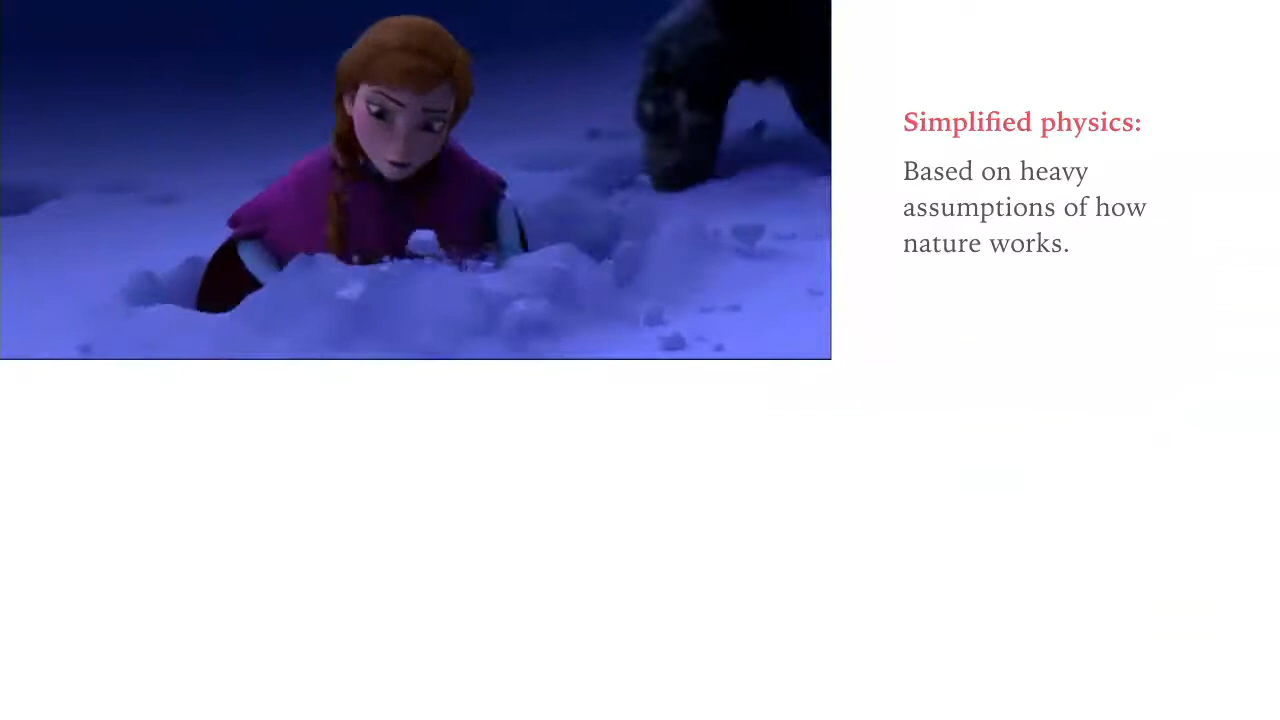 Simplified physics:
Based on heavy
assumptions of how
nature works.